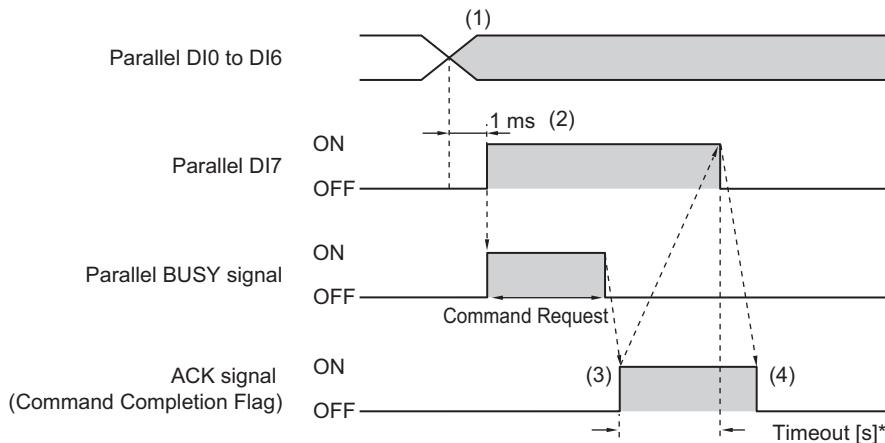 (1)
Parallel DI0 to DI6
1 ms (2)
ON
Parallel DI7
OFF
ON
Parallel BUSY signal
OFF
Command Request
ON
ACK signal
(3) (4)
(Command Completion Flag)
OFF
Timeout [s]*